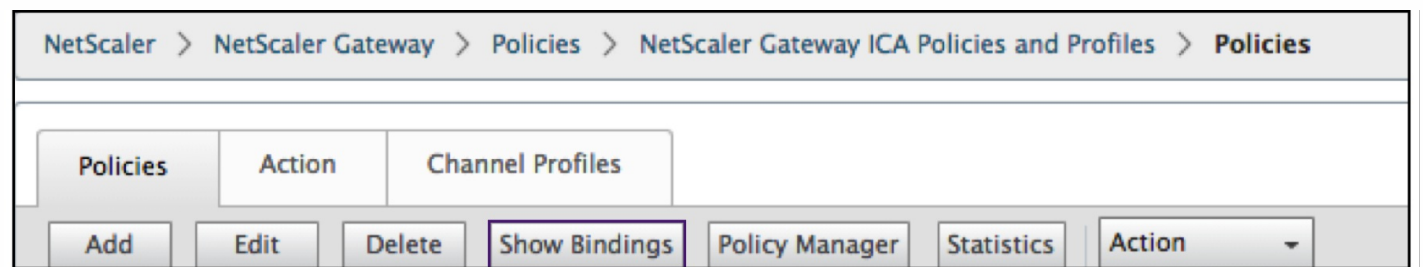 NetScaler > NetScaler Gateway > Policies > NetScaler Gateway ICA Policies and Profiles > Policies
Policies Action Channel Profiles
Add Edit Delete Show Bindings Policy Manager Statistics Action